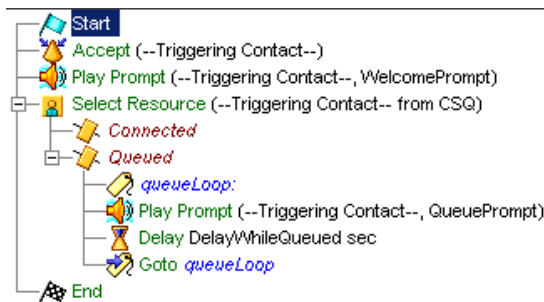 Start
Accept (--Triggering Contact--)
Play Prompt (--Triggering Contact--, WelcomePrompt)
Select Resource (--Triggering Contact-- from CSQ)
Connected
Queued
queueLoop:
Play Prompt (--Triggering Contact--, QueuePrompt)
Delay DelayWhileQueued sec
Goto queueLoop
End